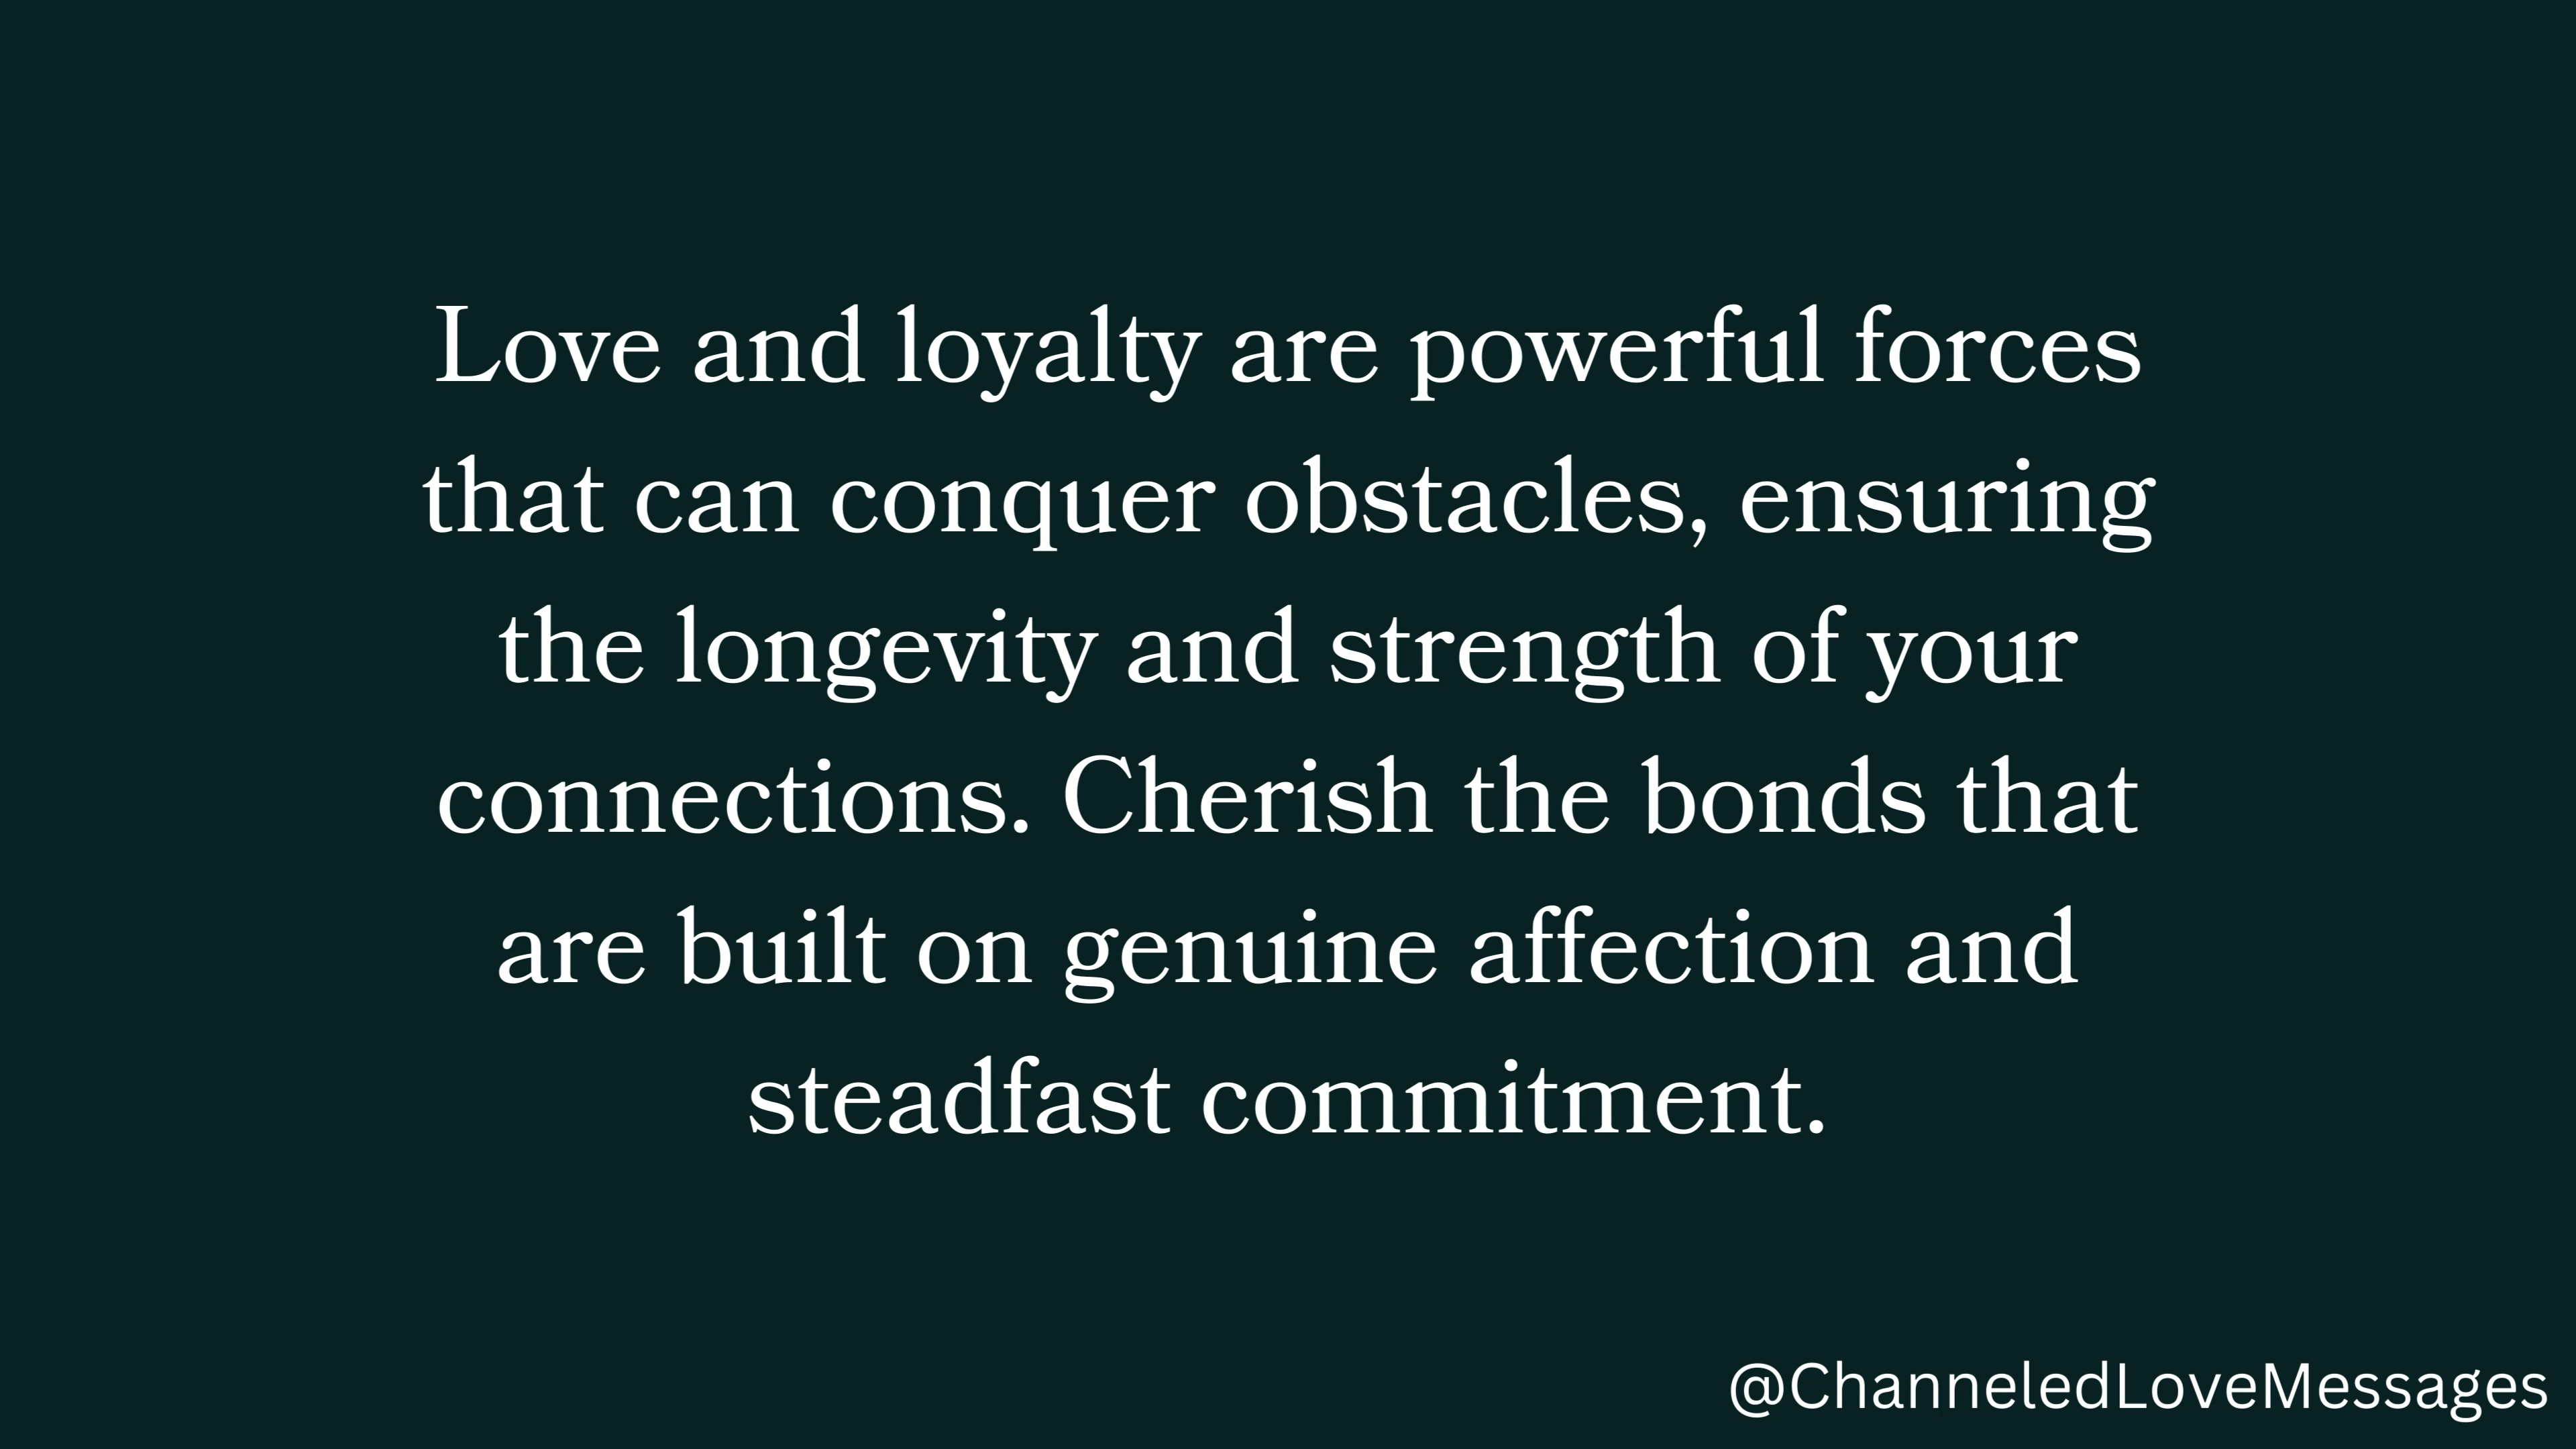 Love and loyalty are powerful forces
that can conquer obstacles, ensuring
the longevity and strength of your
connections. Cherish the bonds that
are built on genuine affection and
steadfast commitment.
@ChanneledLoveMessages